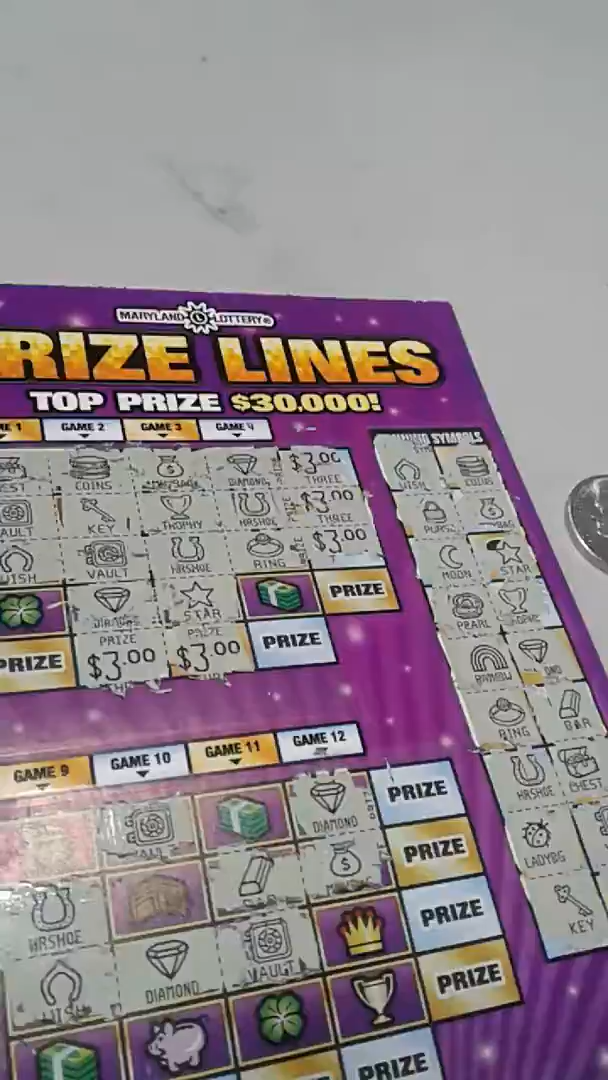 MARYLAND LOTTERY®
RIZE LINES
TOP PRIZE $30,000!
GAME 2 GAME 3 GAME 4
COINS DIAMOND $3.00 THREE
KEY TROPHY HRSHOE $3.00 THREE
WISH VAULT HRSHOE RING $3.00
STAR PRIZE
PRIZE PRIZE PRIZE PRIZE
$3.00 $3.00
SYMBOLS
WISH COINS
PURSE BAG
MOON STAR
PEARL
RING BAR
HRSHOE CHEST
LADYBG
KEY
GAME 9 GAME 10 GAME 11 GAME 12
DIAMOND PRIZE
HRSHOE PRIZE
VAULT PRIZE
WISH DIAMOND PRIZE
PRIZE